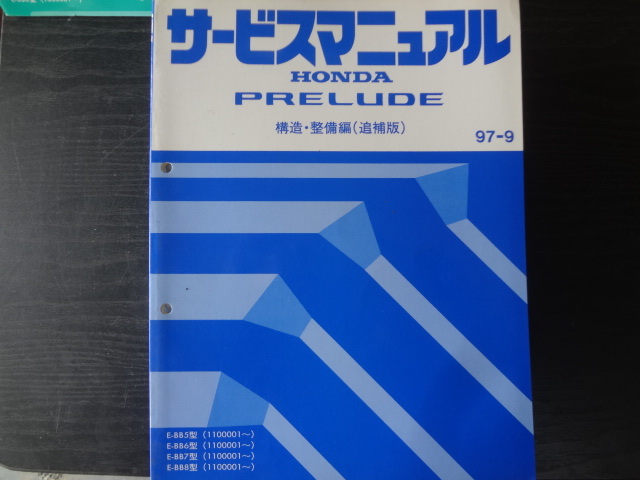 サービスマニュアル
HONDA
PRELUDE
構造・整備編(追補版)
97-9
E-BB5型 (1100001～)
E-BB6型 (1100001～)
E-BB7型 (1100001～)
E-BB8型 (1100001～)